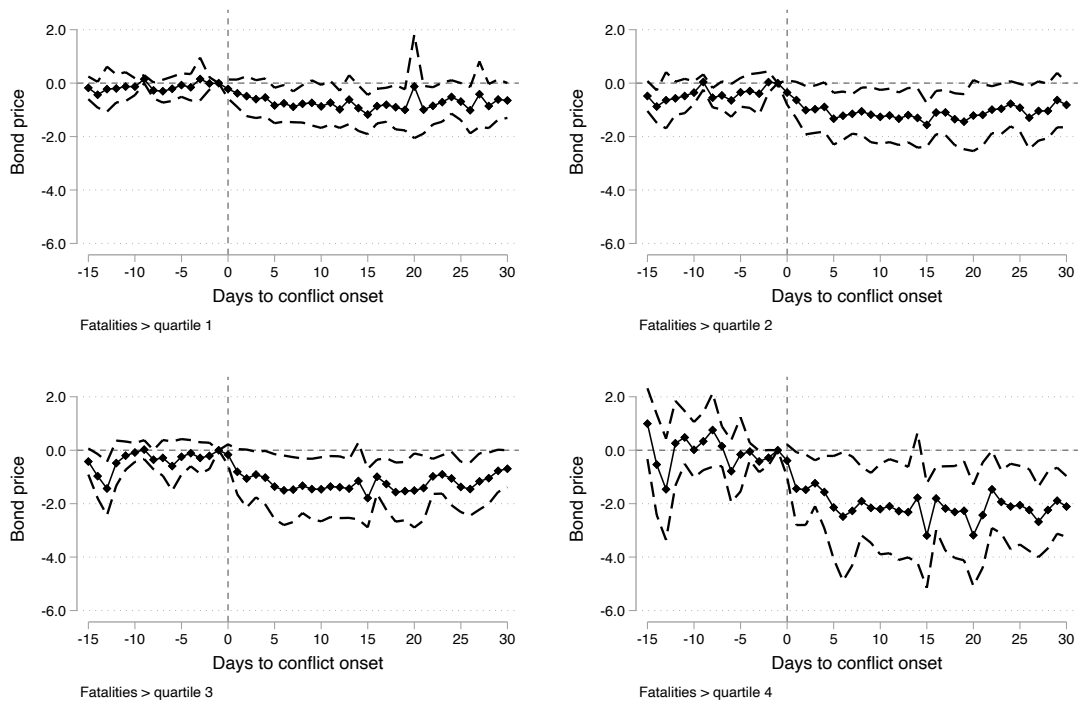 2.0
0.0
-2.0
-4.0
-6.0
Bond price
-15 -10 -5 0 5 10 15 20 25 30
Days to conflict onset
Fatalities > quartile 1
2.0
0.0
-2.0
-4.0
-6.0
Bond price
-15 -10 -5 0 5 10 15 20 25 30
Days to conflict onset
Fatalities > quartile 2
2.0
0.0
-2.0
-4.0
-6.0
Bond price
-15 -10 -5 0 5 10 15 20 25 30
Days to conflict onset
Fatalities > quartile 3
2.0
0.0
-2.0
-4.0
-6.0
Bond price
-15 -10 -5 0 5 10 15 20 25 30
Days to conflict onset
Fatalities > quartile 4